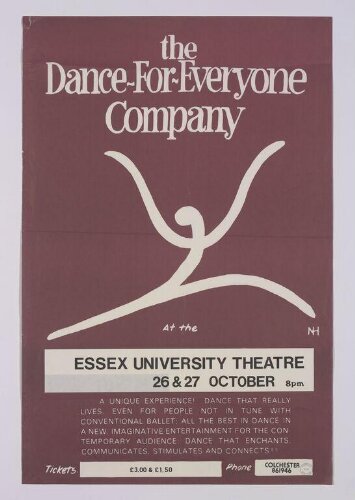 the
Dance-For-Everyone
Company
At the
NH
ESSEX UNIVERSITY THEATRE
26 & 27 OCTOBER 8pm
A UNIQUE EXPERIENCE! DANCE THAT REALLY
LIVES. EVEN FOR PEOPLE NOT IN TUNE WITH
CONVENTIONAL BALLET. ALL THE BEST IN DANCE IN
A NEW, IMAGINATIVE ENTERTAINMENT FOR THE CON
TEMPORARY AUDIENCE. DANCE THAT ENCHANTS,
COMMUNICATES, STIMULATES AND CONNECTS
Tickets £3.00 & £1.50 Phone COLCHESTER
861946